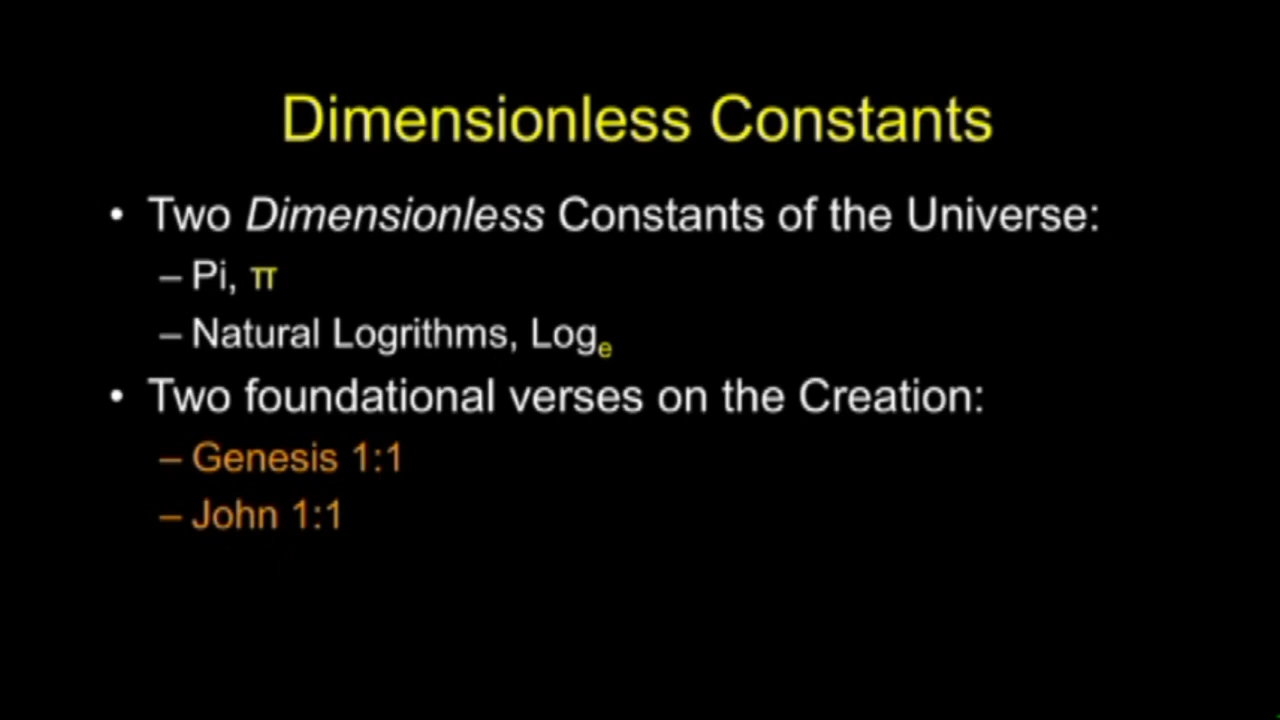 Dimensionless Constants
• Two Dimensionless Constants of the Universe:
– Pi, π
– Natural Logrithms, Logₑ
• Two foundational verses on the Creation:
– Genesis 1:1
– John 1:1